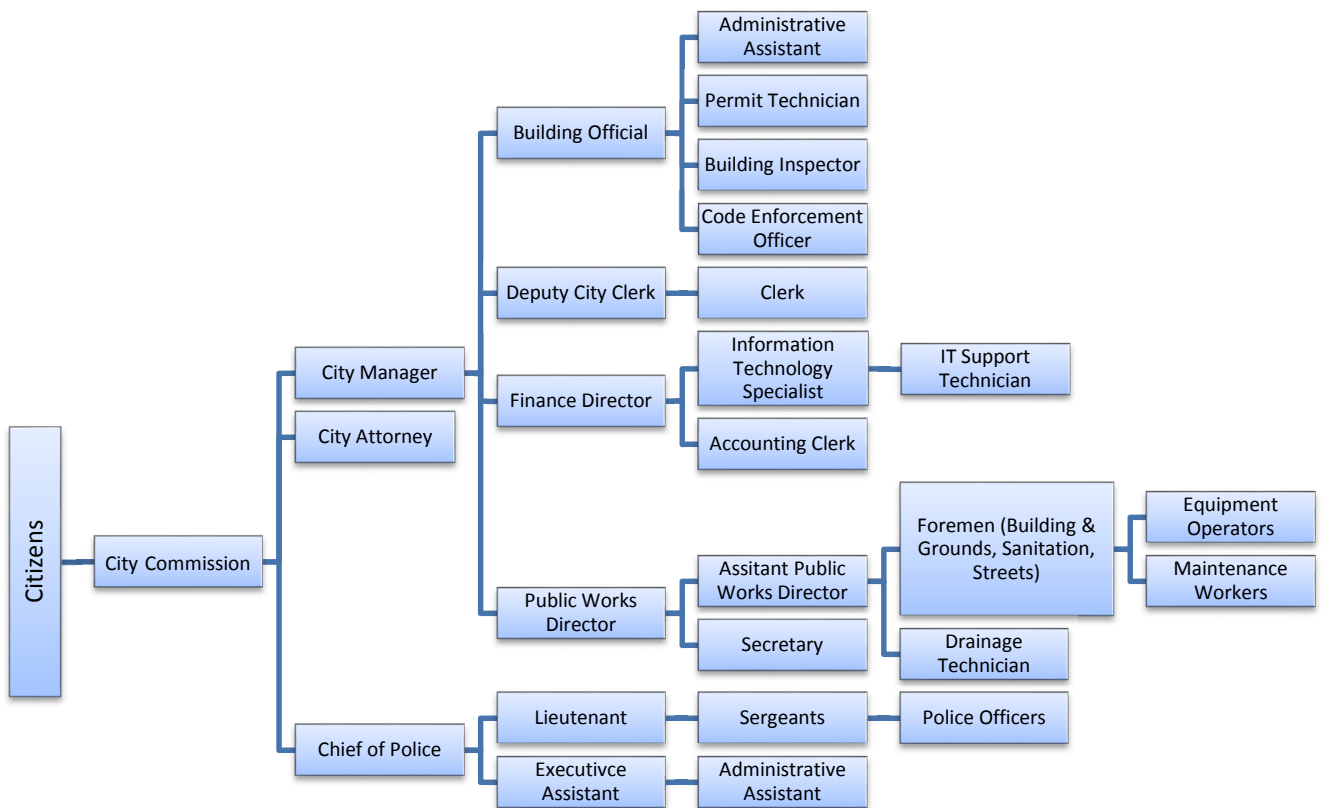 Citizens
City Commission
City Manager
Building Official
Administrative
Assistant
Permit Technician
Building Inspector
Code Enforcement
Officer
Deputy City Clerk
Clerk
Finance Director
Information
Technology
Specialist
IT Support
Technician
Accounting Clerk
Public Works
Director
Assitant Public
Works Director
Foremen (Building &
Grounds, Sanitation,
Streets)
Equipment
Operators
Maintenance
Workers
Drainage
Technician
Secretary
City Attorney
Chief of Police
Lieutenant
Sergeants
Police Officers
Executivce
Assistant
Administrative
Assistant